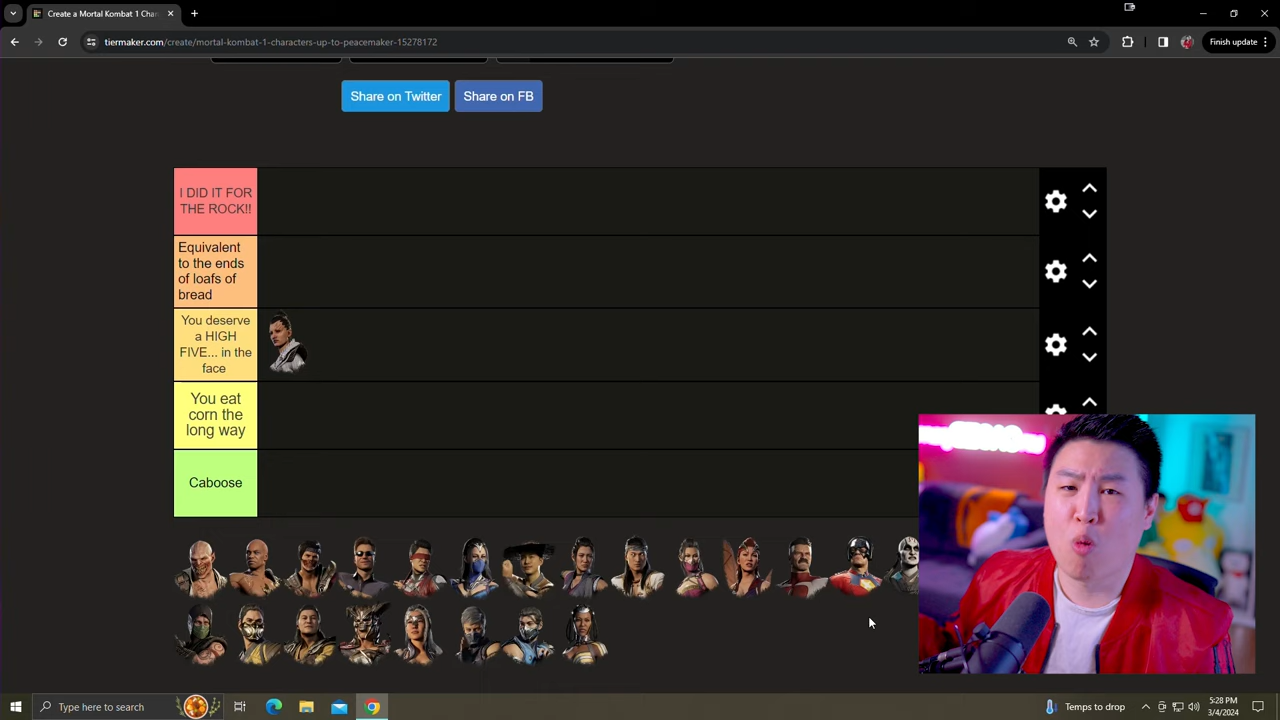 Create a Mortal Kombat 1 Char
tiermaker.com/create/mortal-kombat-1-characters-up-to-peacemaker-15278172
Finish update
Share on Twitter
Share on FB
I DID IT FOR
THE ROCK!!
Equivalent
to the ends
of loafs of
bread
You deserve
a HIGH
FIVE... in the
face
You eat
corn the
long way
Caboose
Type here to search
Temps to drop
5:28 PM
3/4/2024